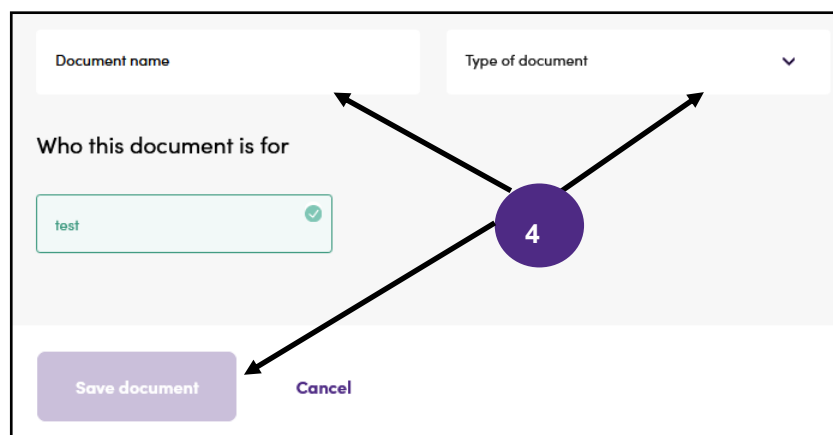 Document name
Type of document
Who this document is for
test
4
Save document
Cancel